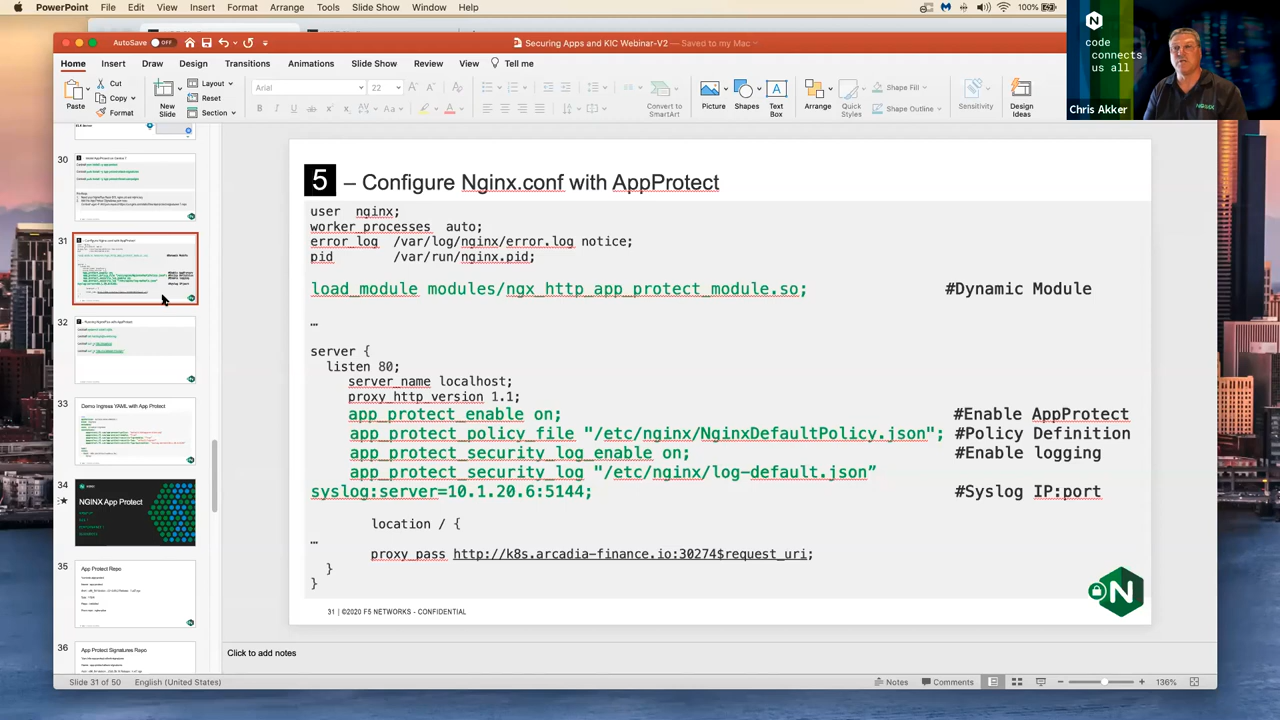 PowerPoint File Edit View Insert Format Arrange Tools Slide Show Window Help
100%
AutoSave OFF
Securing Apps and KIC Webinar-V2 — Saved to my Mac
Home Insert Draw Design Transitions Animations Slide Show Review View Tell me
Paste
Cut
Copy
Format
New Slide
Layout
Reset
Section
Arial 22
Convert to SmartArt
Picture
Shapes
Text Box
Arrange
Quick Styles
Shape Fill
Shape Outline
Sensitivity
Design Ideas
code
connects
us all
Chris Akker
NGINX
30
31
32
33
Demo Ingress YAML with App Protect
34
NGINX App Protect
35
App Protect Repo
36
App Protect Signatures Repo
5 – Configure Nginx.conf with AppProtect
user nginx;
worker_processes auto;
error_log /var/log/nginx/error.log notice;
pid /var/run/nginx.pid;
load_module modules/ngx_http_app_protect_module.so; #Dynamic Module
…
server {
listen 80;
server_name localhost;
proxy_http_version 1.1;
app_protect_enable on; #Enable AppProtect
app_protect_policy_file "/etc/nginx/NginxDefaultPolicy.json"; #Policy Definition
app_protect_security_log_enable on; #Enable logging
app_protect_security_log "/etc/nginx/log-default.json”
syslog:server=10.1.20.6:5144; #Syslog IP:port
location / {
…
proxy_pass http://k8s.arcadia-finance.io:30274$request_uri;
}
}
31 | ©2020 F5 NETWORKS - CONFIDENTIAL
N
Click to add notes
Slide 31 of 50 English (United States) Notes Comments 136%